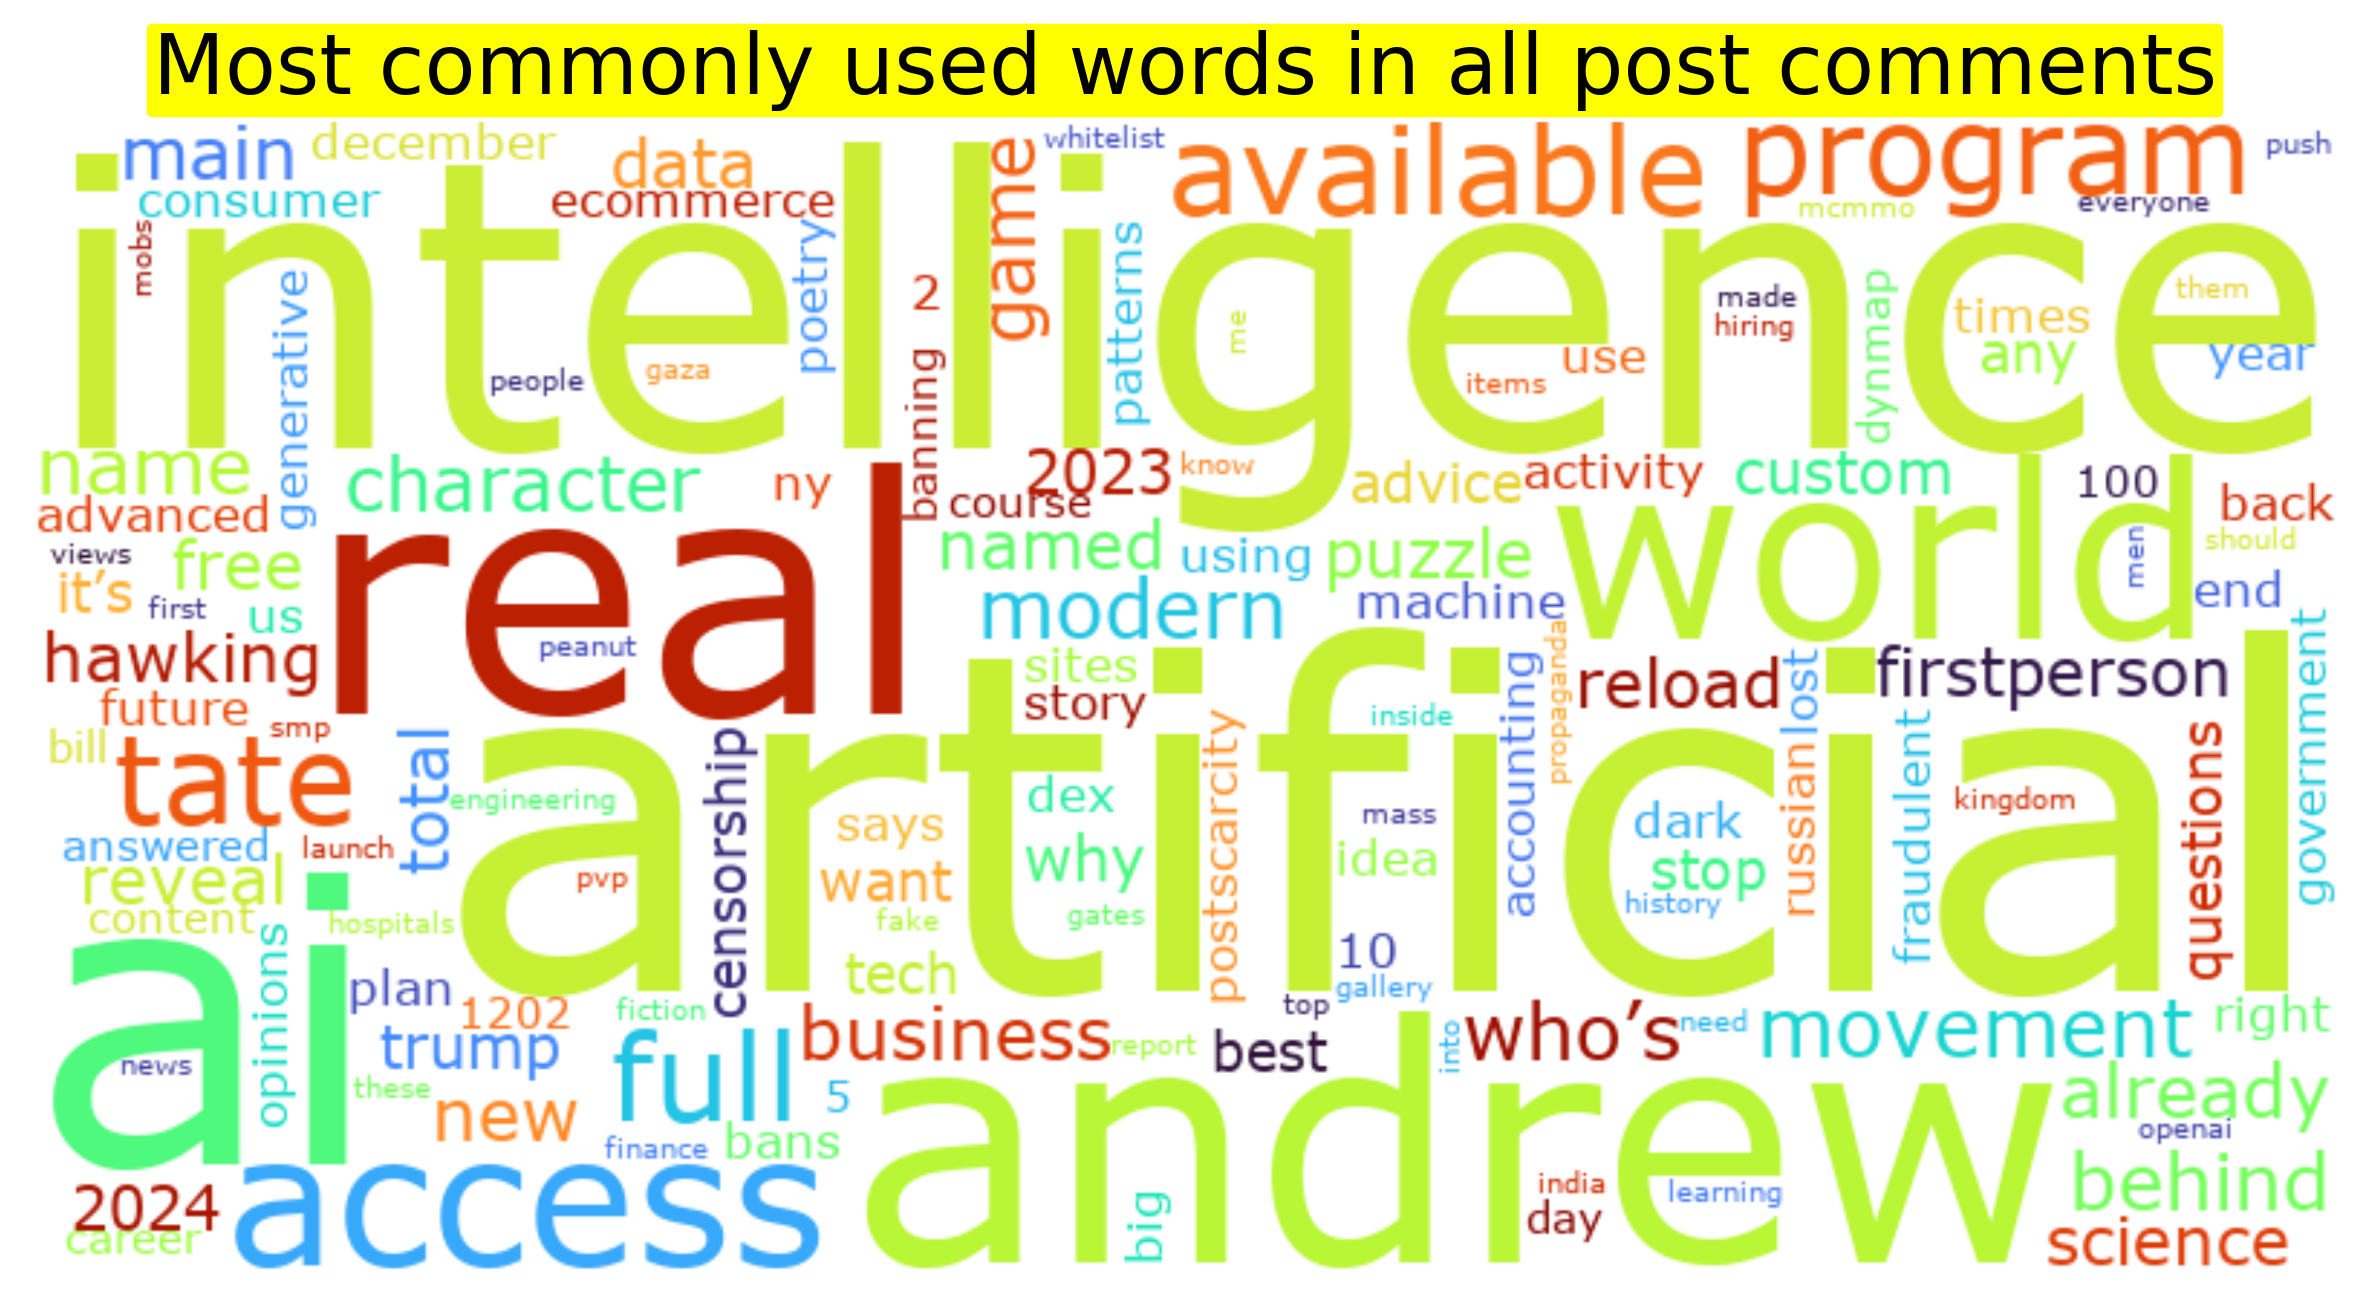 Most commonly used words in all post comments
main
december
data
whitelist
available
program
push
consumer
ecommerce
game
mcmmo
everyone
intelligence
mobs
generative
poetry
2
patterns
me
made
hiring
dynmap
times
them
people
gaza
banning
items
use
any
year
name
character
ny
2023
know
advice
activity
custom
100
back
advanced
course
world
views
free
real
named
using
puzzle
men
should
it’s
first
us
modern
machine
end
hawking
peanut
sites
propaganda
reload
lost
firstperson
government
future
smp
story
inside
accounting
bill
tate
total
artificial
censorship
postscarcity
russian
fraudulent
questions
engineering
says
dex
mass
dark
kingdom
answered
launch
reveal
pvp
want
why
idea
stop
content
hospitals
fake
gates
history
ai
opinions
plan
tech
10
gallery
1202
fiction
top
trump
full
business
report
best
into
who’s
need
movement
right
news
these
new
5
andrew
already
finance
bans
openai
2024
access
big
india
learning
behind
career
day
science